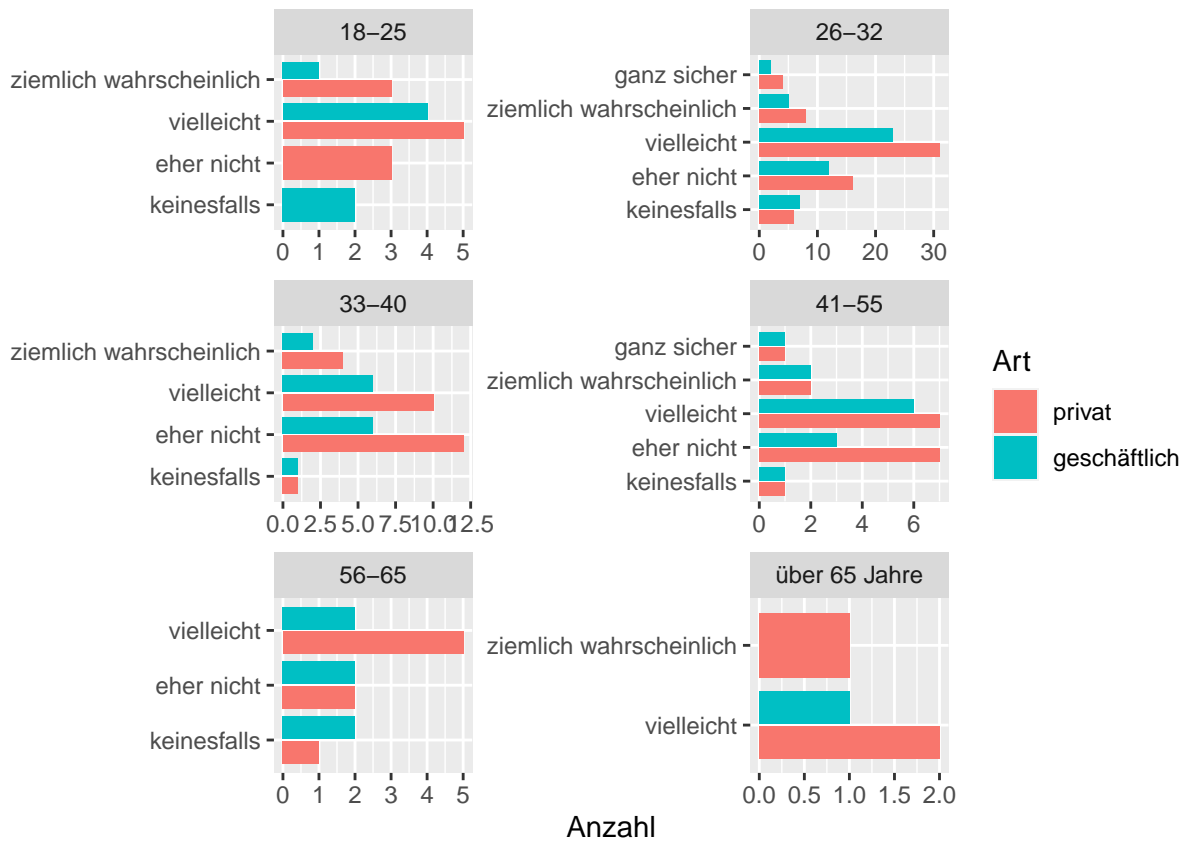 18−25
ziemlich wahrscheinlich
vielleicht
eher nicht
keinesfalls
0 1 2 3 4 5
26−32
ganz sicher
ziemlich wahrscheinlich
vielleicht
eher nicht
keinesfalls
0 10 20 30
33−40
ziemlich wahrscheinlich
vielleicht
eher nicht
keinesfalls
0.0 2.5 5.0 7.5 10.0 12.5
41−55
ganz sicher
ziemlich wahrscheinlich
vielleicht
eher nicht
keinesfalls
0 2 4 6
56−65
vielleicht
eher nicht
keinesfalls
0 1 2 3 4 5
über 65 Jahre
ziemlich wahrscheinlich
vielleicht
0.0 0.5 1.0 1.5 2.0
Anzahl
Art
privat
geschäftlich